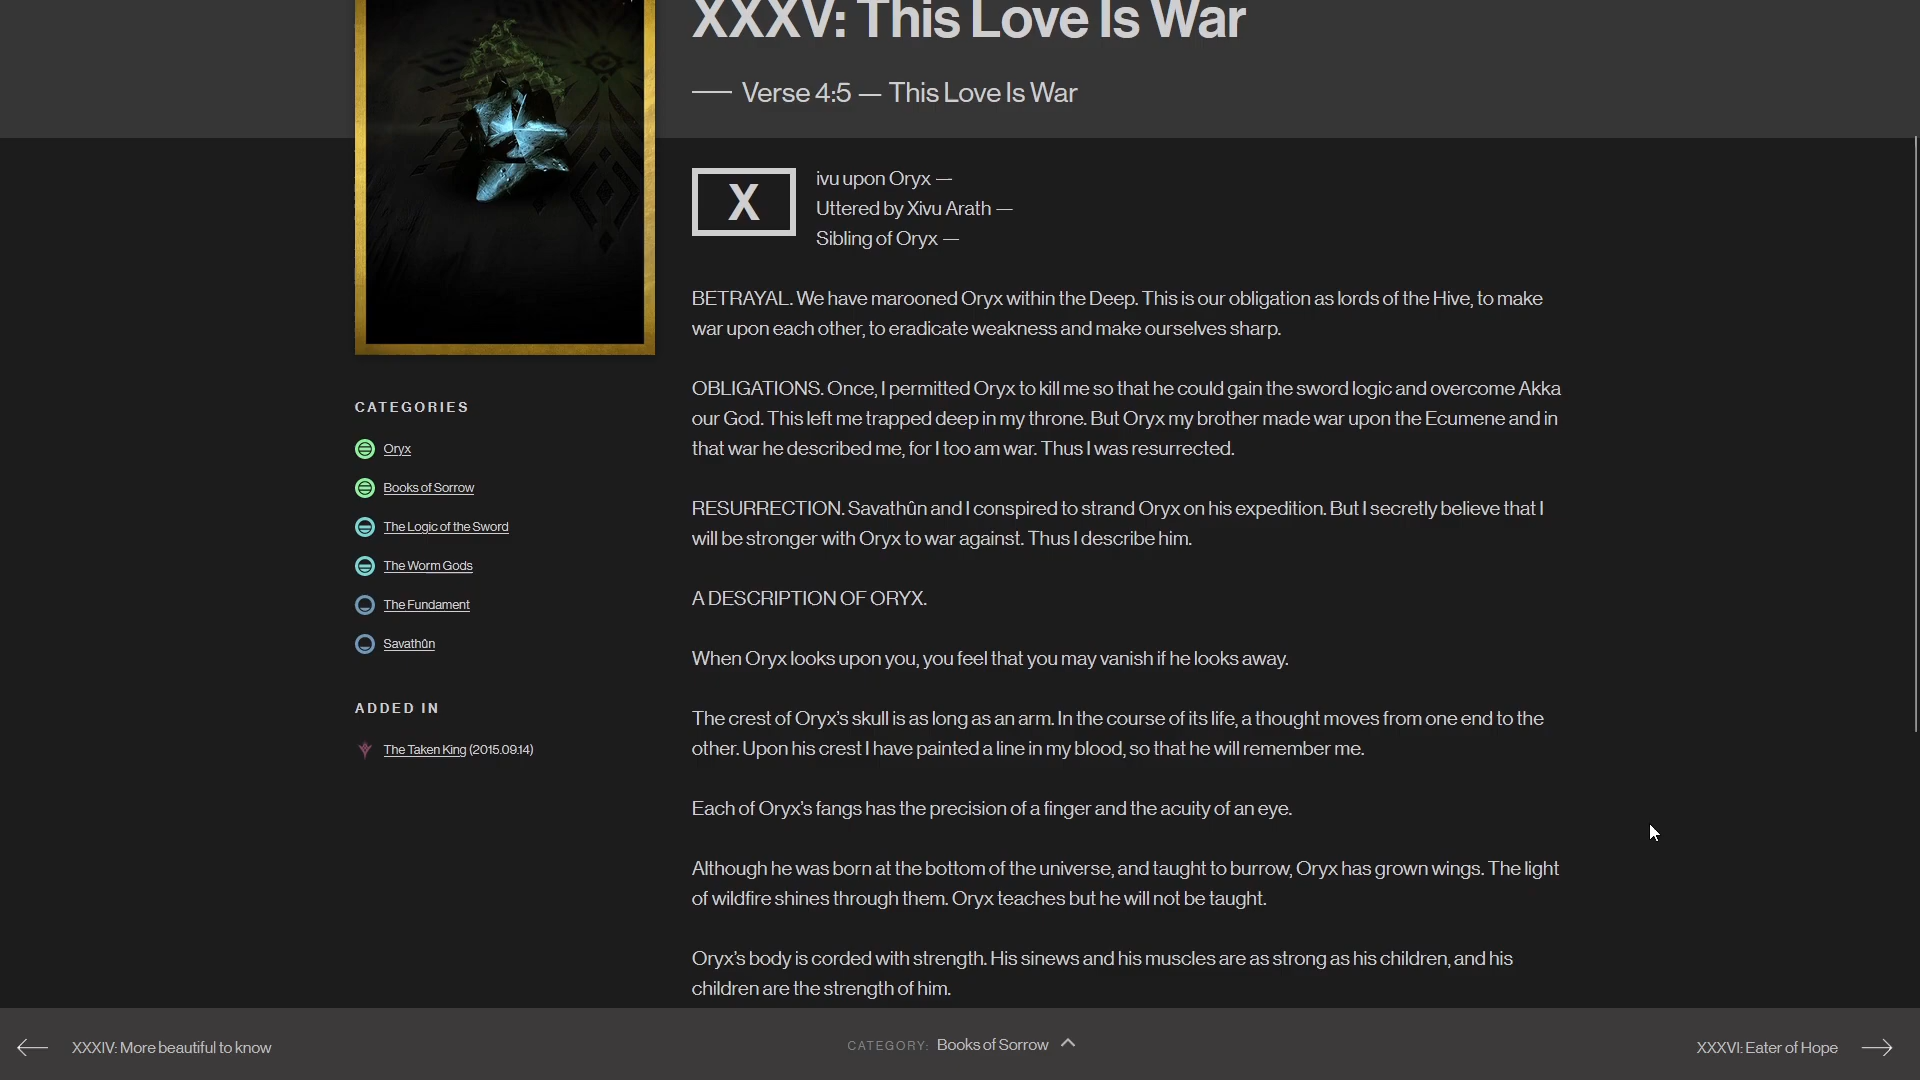 XXXV: This Love Is War
Verse 4:5 — This Love Is War
X
ivu upon Oryx —
Uttered by Xivu Arath —
Sibling of Oryx —
BETRAYAL. We have marooned Oryx within the Deep. This is our obligation as lords of the Hive, to make
war upon each other, to eradicate weakness and make ourselves sharp.
OBLIGATIONS. Once, I permitted Oryx to kill me so that he could gain the sword logic and overcome Akka
our God. This left me trapped deep in my throne. But Oryx my brother made war upon the Ecumene and in
that war he described me, for I too am war. Thus I was resurrected.
RESURRECTION. Savathûn and I conspired to strand Oryx on his expedition. But I secretly believe that I
will be stronger with Oryx to war against. Thus I describe him.
A DESCRIPTION OF ORYX.
When Oryx looks upon you, you feel that you may vanish if he looks away.
The crest of Oryx’s skull is as long as an arm. In the course of its life, a thought moves from one end to the
other. Upon his crest I have painted a line in my blood, so that he will remember me.
Each of Oryx’s fangs has the precision of a finger and the acuity of an eye.
Although he was born at the bottom of the universe, and taught to burrow, Oryx has grown wings. The light
of wildfire shines through them. Oryx teaches but he will not be taught.
Oryx’s body is corded with strength. His sinews and his muscles are as strong as his children, and his
children are the strength of him.
CATEGORIES
Oryx
Books of Sorrow
The Logic of the Sword
The Worm Gods
The Fundament
Savathûn
ADDED IN
The Taken King (2015.09.14)
XXXIV: More beautiful to know
CATEGORY: Books of Sorrow
XXXVI: Eater of Hope